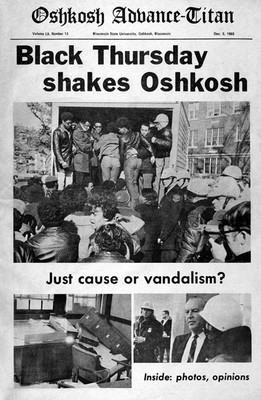 Oshkosh Advance-Titan
Volume LX, Number 13 Wisconsin State University, Oshkosh, Wisconsin Dec. 5, 1968
Black Thursday
shakes Oshkosh
Just cause or vandalism?
Inside: photos, opinions